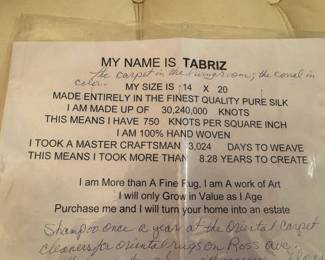 MY NAME IS TABRIZ
The carpet in the livingroom; the coral in
color.
MY SIZE IS 14 X 20
MADE ENTIRELY IN THE FINEST QUALITY PURE SILK
I AM MADE UP OF 30,240,000 KNOTS
THIS MEANS I HAVE 750 KNOTS PER SQUARE INCH
I AM 100% HAND WOVEN
I TOOK A MASTER CRAFTSMAN 3,024 DAYS TO WEAVE
THIS MEANS I TOOK MORE THAN 8.28 YEARS TO CREATE
I am More than A Fine Rug, I am A work of Art
I will only Grow in Value as I Age
Purchase me and I will turn your home into an estate
Shampoo once a year at the Oriental Carpet
cleaners for oriental rugs on Ross Ave.